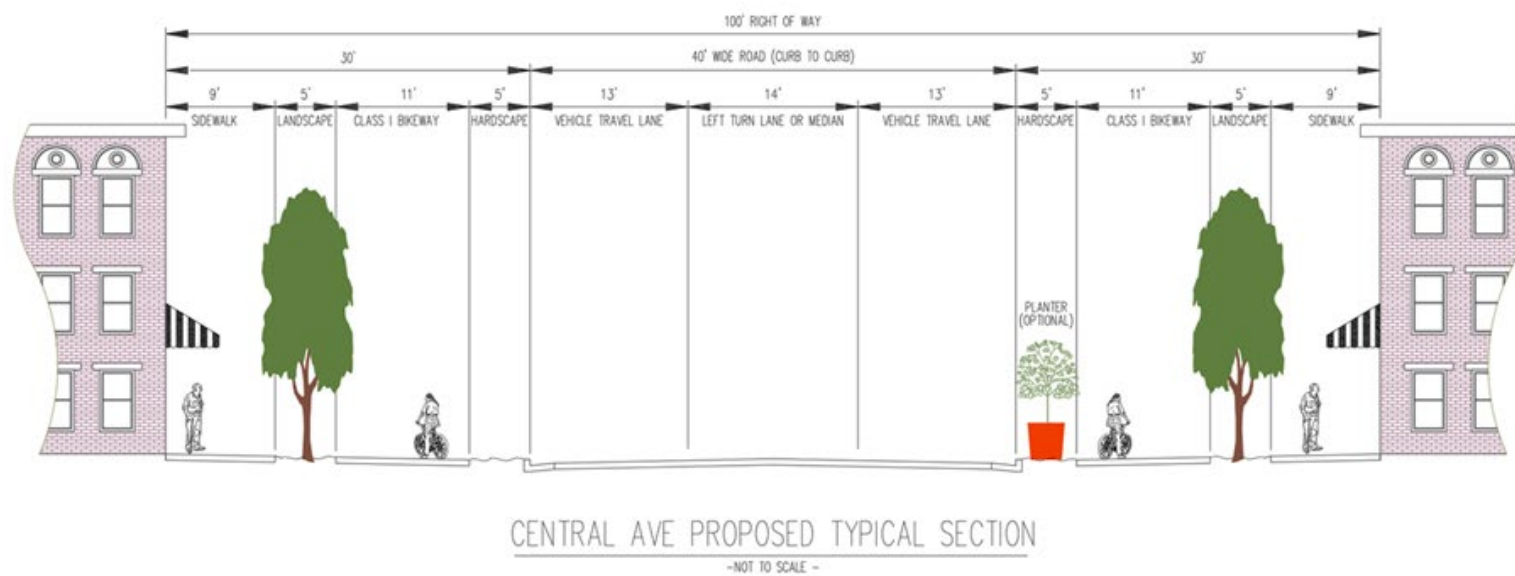 100' RIGHT OF WAY
30' 40' WIDE ROAD (CURB TO CURB) 30'
9' 5' 11' 5' 13' 14' 13' 5' 11' 5' 9'
SIDEWALK LANDSCAPE CLASS I BIKEWAY HARDSCAPE VEHICLE TRAVEL LANE LEFT TURN LANE OR MEDIAN VEHICLE TRAVEL LANE HARDSCAPE CLASS I BIKEWAY LANDSCAPE SIDEWALK
PLANTER
(OPTIONAL)
CENTRAL AVE PROPOSED TYPICAL SECTION
-NOT TO SCALE -